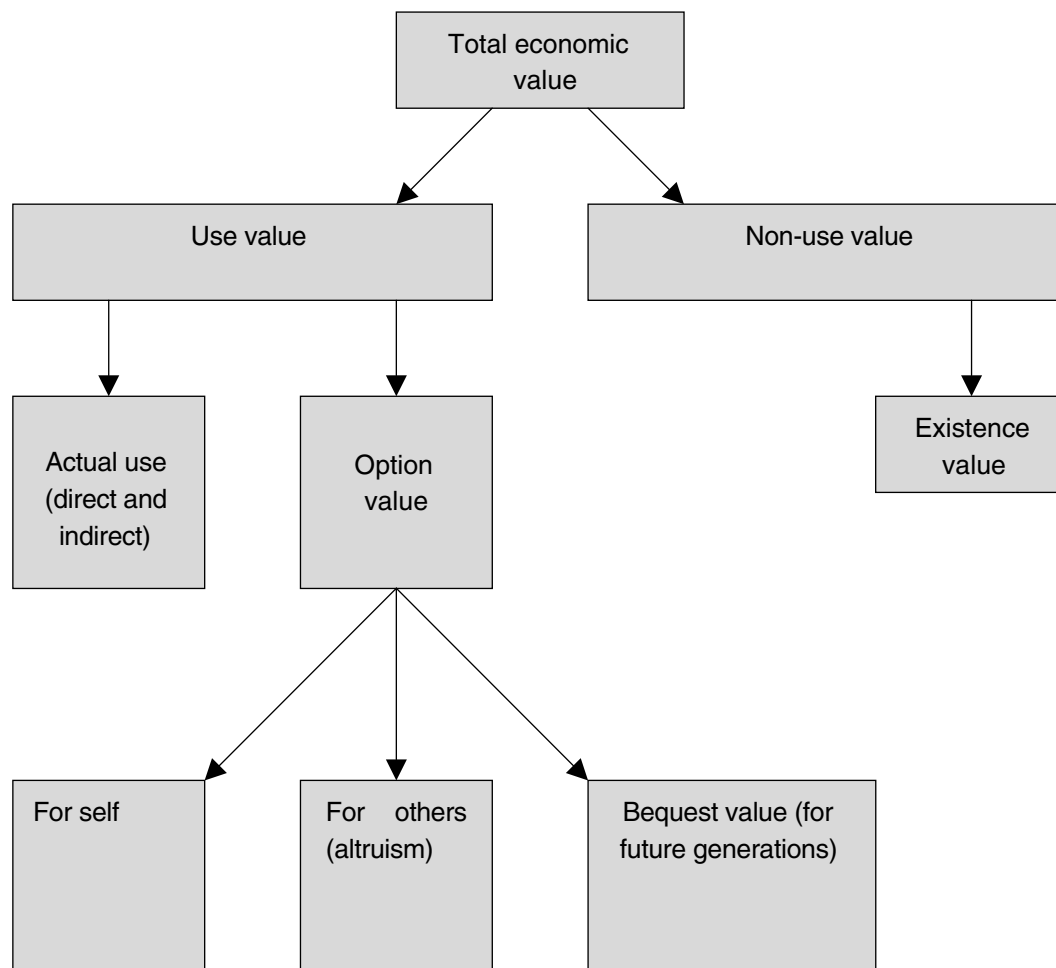 Total economic
value
Use value
Non-use value
Actual use
(direct and
indirect)
Option
value
Existence
value
For self
For others
(altruism)
Bequest value (for
future generations)